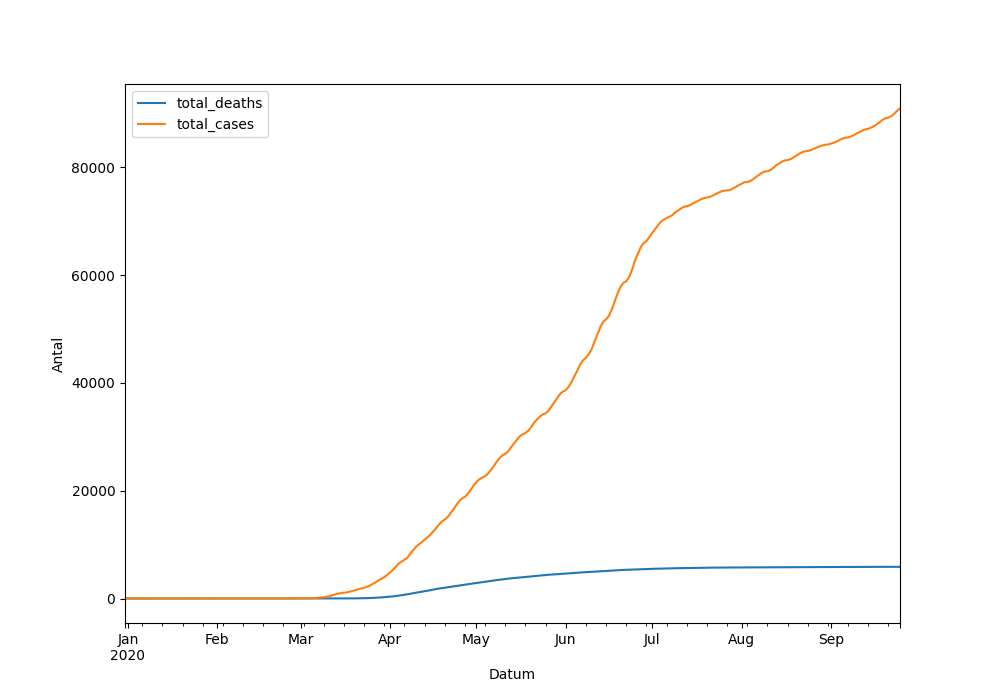 total_deaths
total_cases
80000
60000
40000
20000
0
Antal
Jan Feb Mar Apr May Jun Jul Aug Sep
2020
Datum